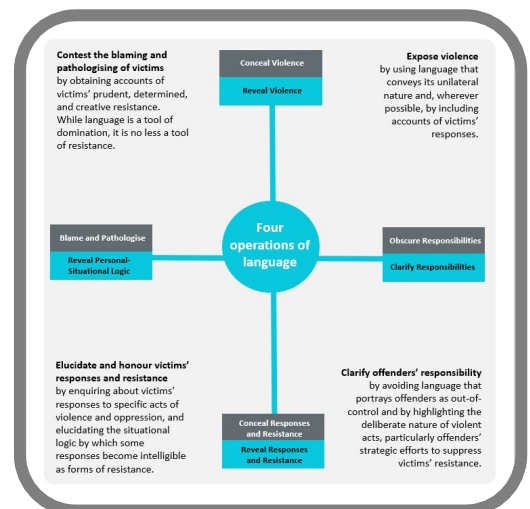 Contest the blaming and
pathologising of victims
by obtaining accounts of
victims' prudent, determined,
and creative resistance.
While language is a tool of
domination, it is no less a tool
of resistance.
Conceal Violence
Reveal Violence
Expose violence
by using language that
conveys its unilateral
nature and, wherever
possible, by including
accounts of victims'
responses.
Blame and Pathologise
Reveal Personal-
Situational Logic
Four
operations of
language
Obscure Responsibilities
Clarify Responsibilities
Elucidate and honour victims'
responses and resistance
by enquiring about victims'
responses to specific acts of
violence and oppression, and
elucidating the situational
logic by which some
responses become intelligible
as forms of resistance.
Conceal Responses
and Resistance
Reveal Responses
and Resistance
Clarify offenders' responsibility
by avoiding language that
portrays offenders as out-of-
control and by highlighting the
deliberate nature of violent
acts, particularly offenders'
strategic efforts to suppress
victims' resistance.